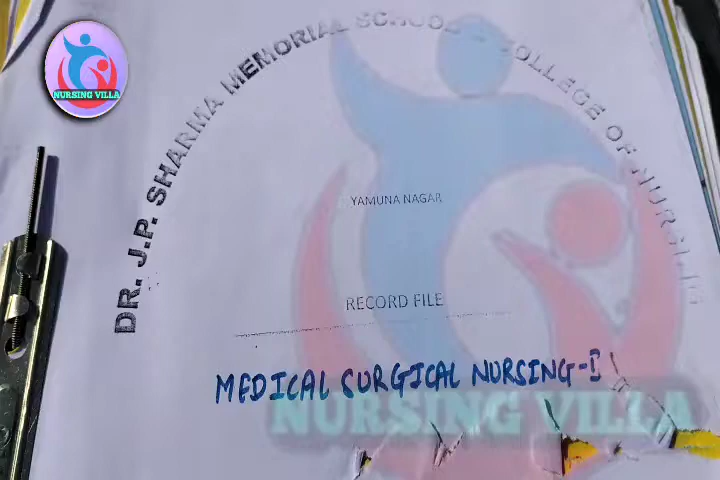 NURSING VILLA
DR. J.P. SHARMA MEMORIAL SCHOOL & COLLEGE OF NURSING
YAMUNA NAGAR
RECORD FILE
MEDICAL SURGICAL NURSING-I
NURSING VILLA